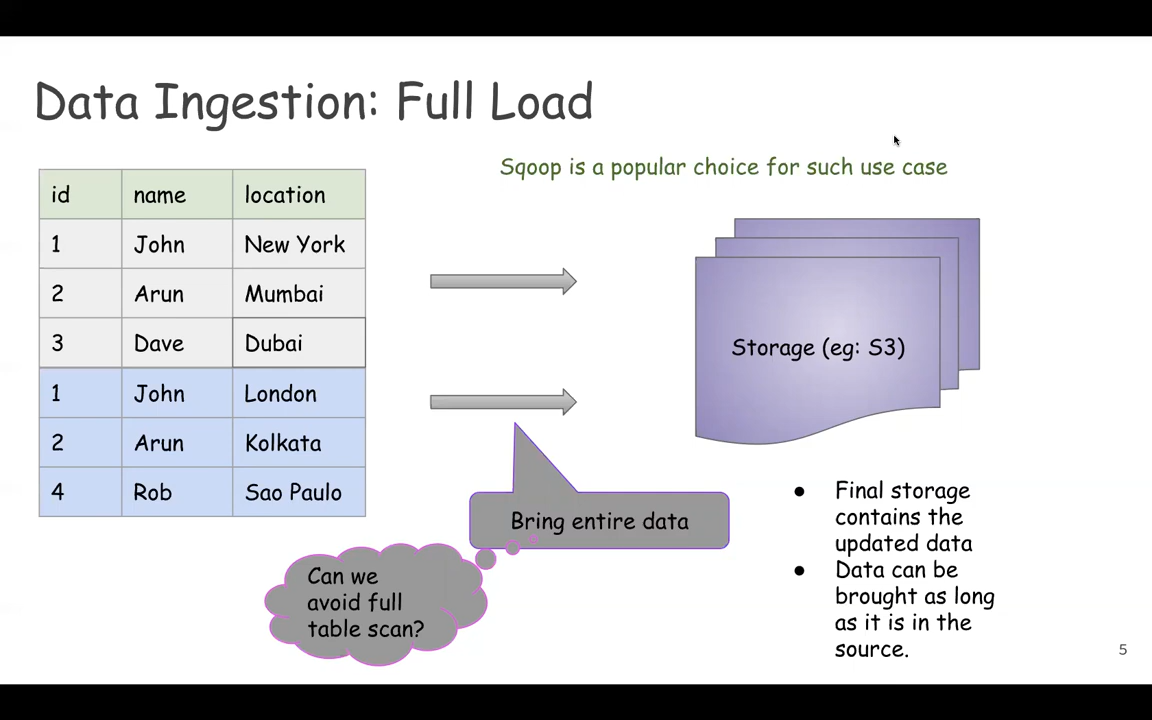 Data Ingestion: Full Load
Sqoop is a popular choice for such use case
id name location
1 John New York
2 Arun Mumbai
3 Dave Dubai
1 John London
2 Arun Kolkata
4 Rob Sao Paulo
Storage (eg: S3)
Bring entire data
Can we
avoid full
table scan?
● Final storage
contains the
updated data
● Data can be
brought as long
as it is in the
source.
5